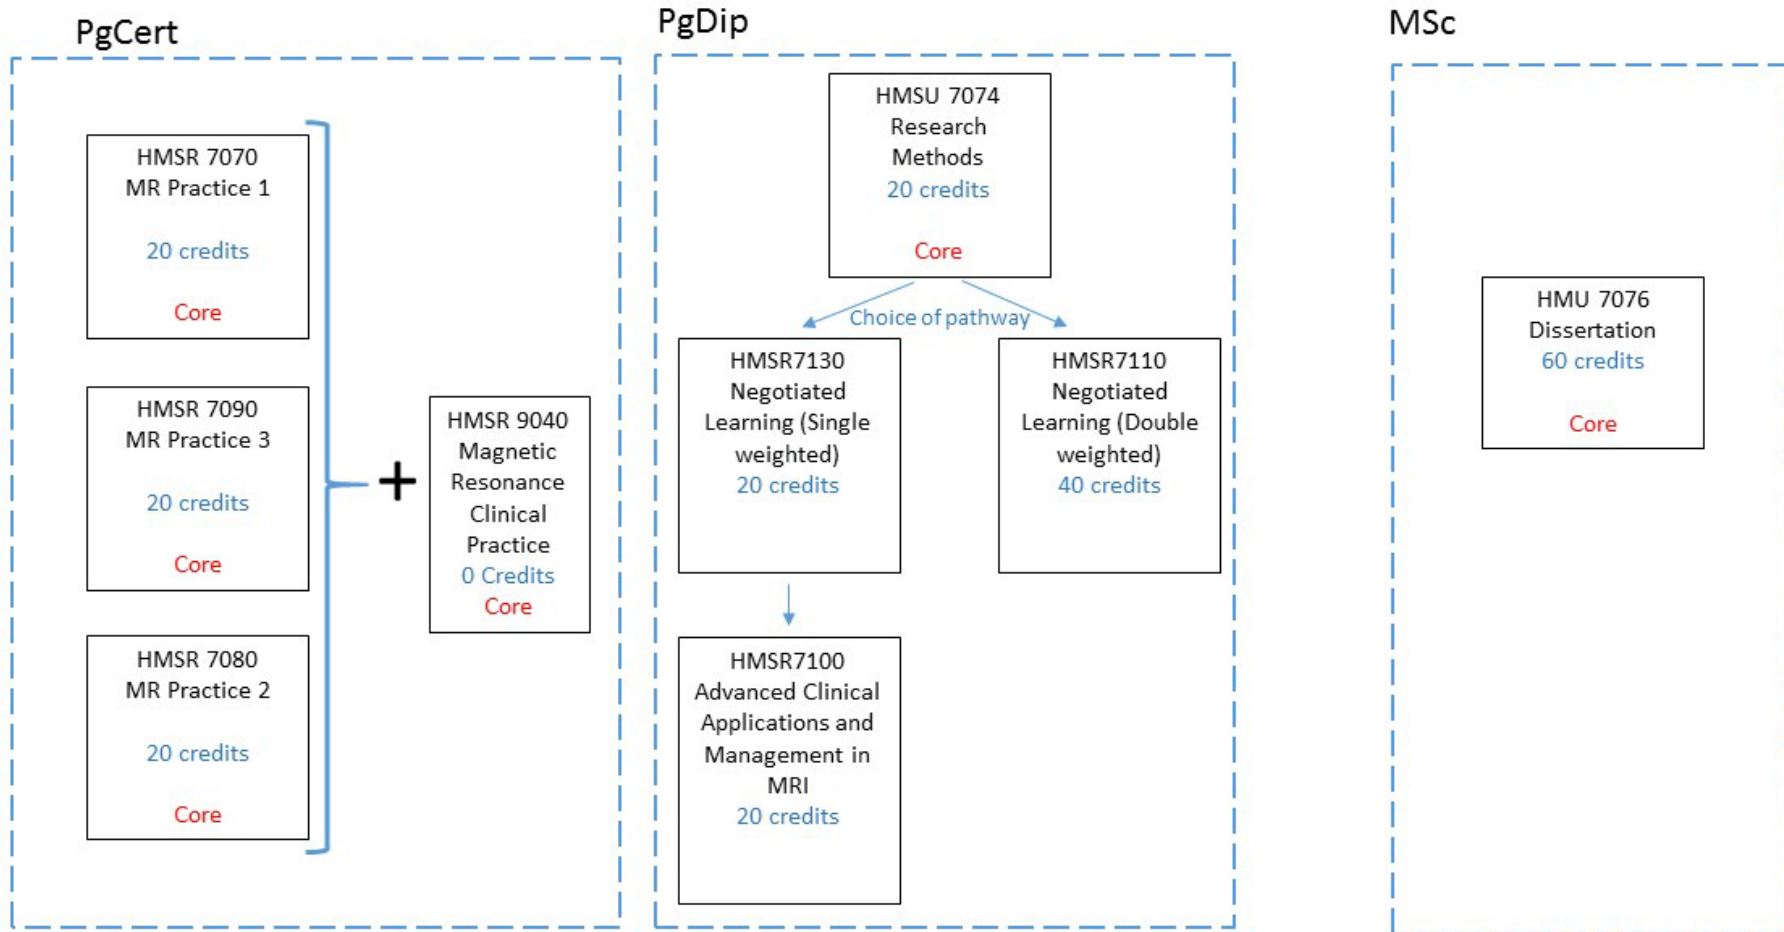 PgCert
HMSR 7070
MR Practice 1
20 credits
Core
HMSR 7090
MR Practice 3
20 credits
Core
HMSR 7080
MR Practice 2
20 credits
Core
+
HMSR 9040
Magnetic
Resonance
Clinical
Practice
0 Credits
Core
PgDip
HMSU 7074
Research
Methods
20 credits
Core
Choice of pathway
HMSR7130
Negotiated
Learning (Single
weighted)
20 credits
HMSR7110
Negotiated
Learning (Double
weighted)
40 credits
HMSR7100
Advanced Clinical
Applications and
Management in
MRI
20 credits
MSc
HMU 7076
Dissertation
60 credits
Core